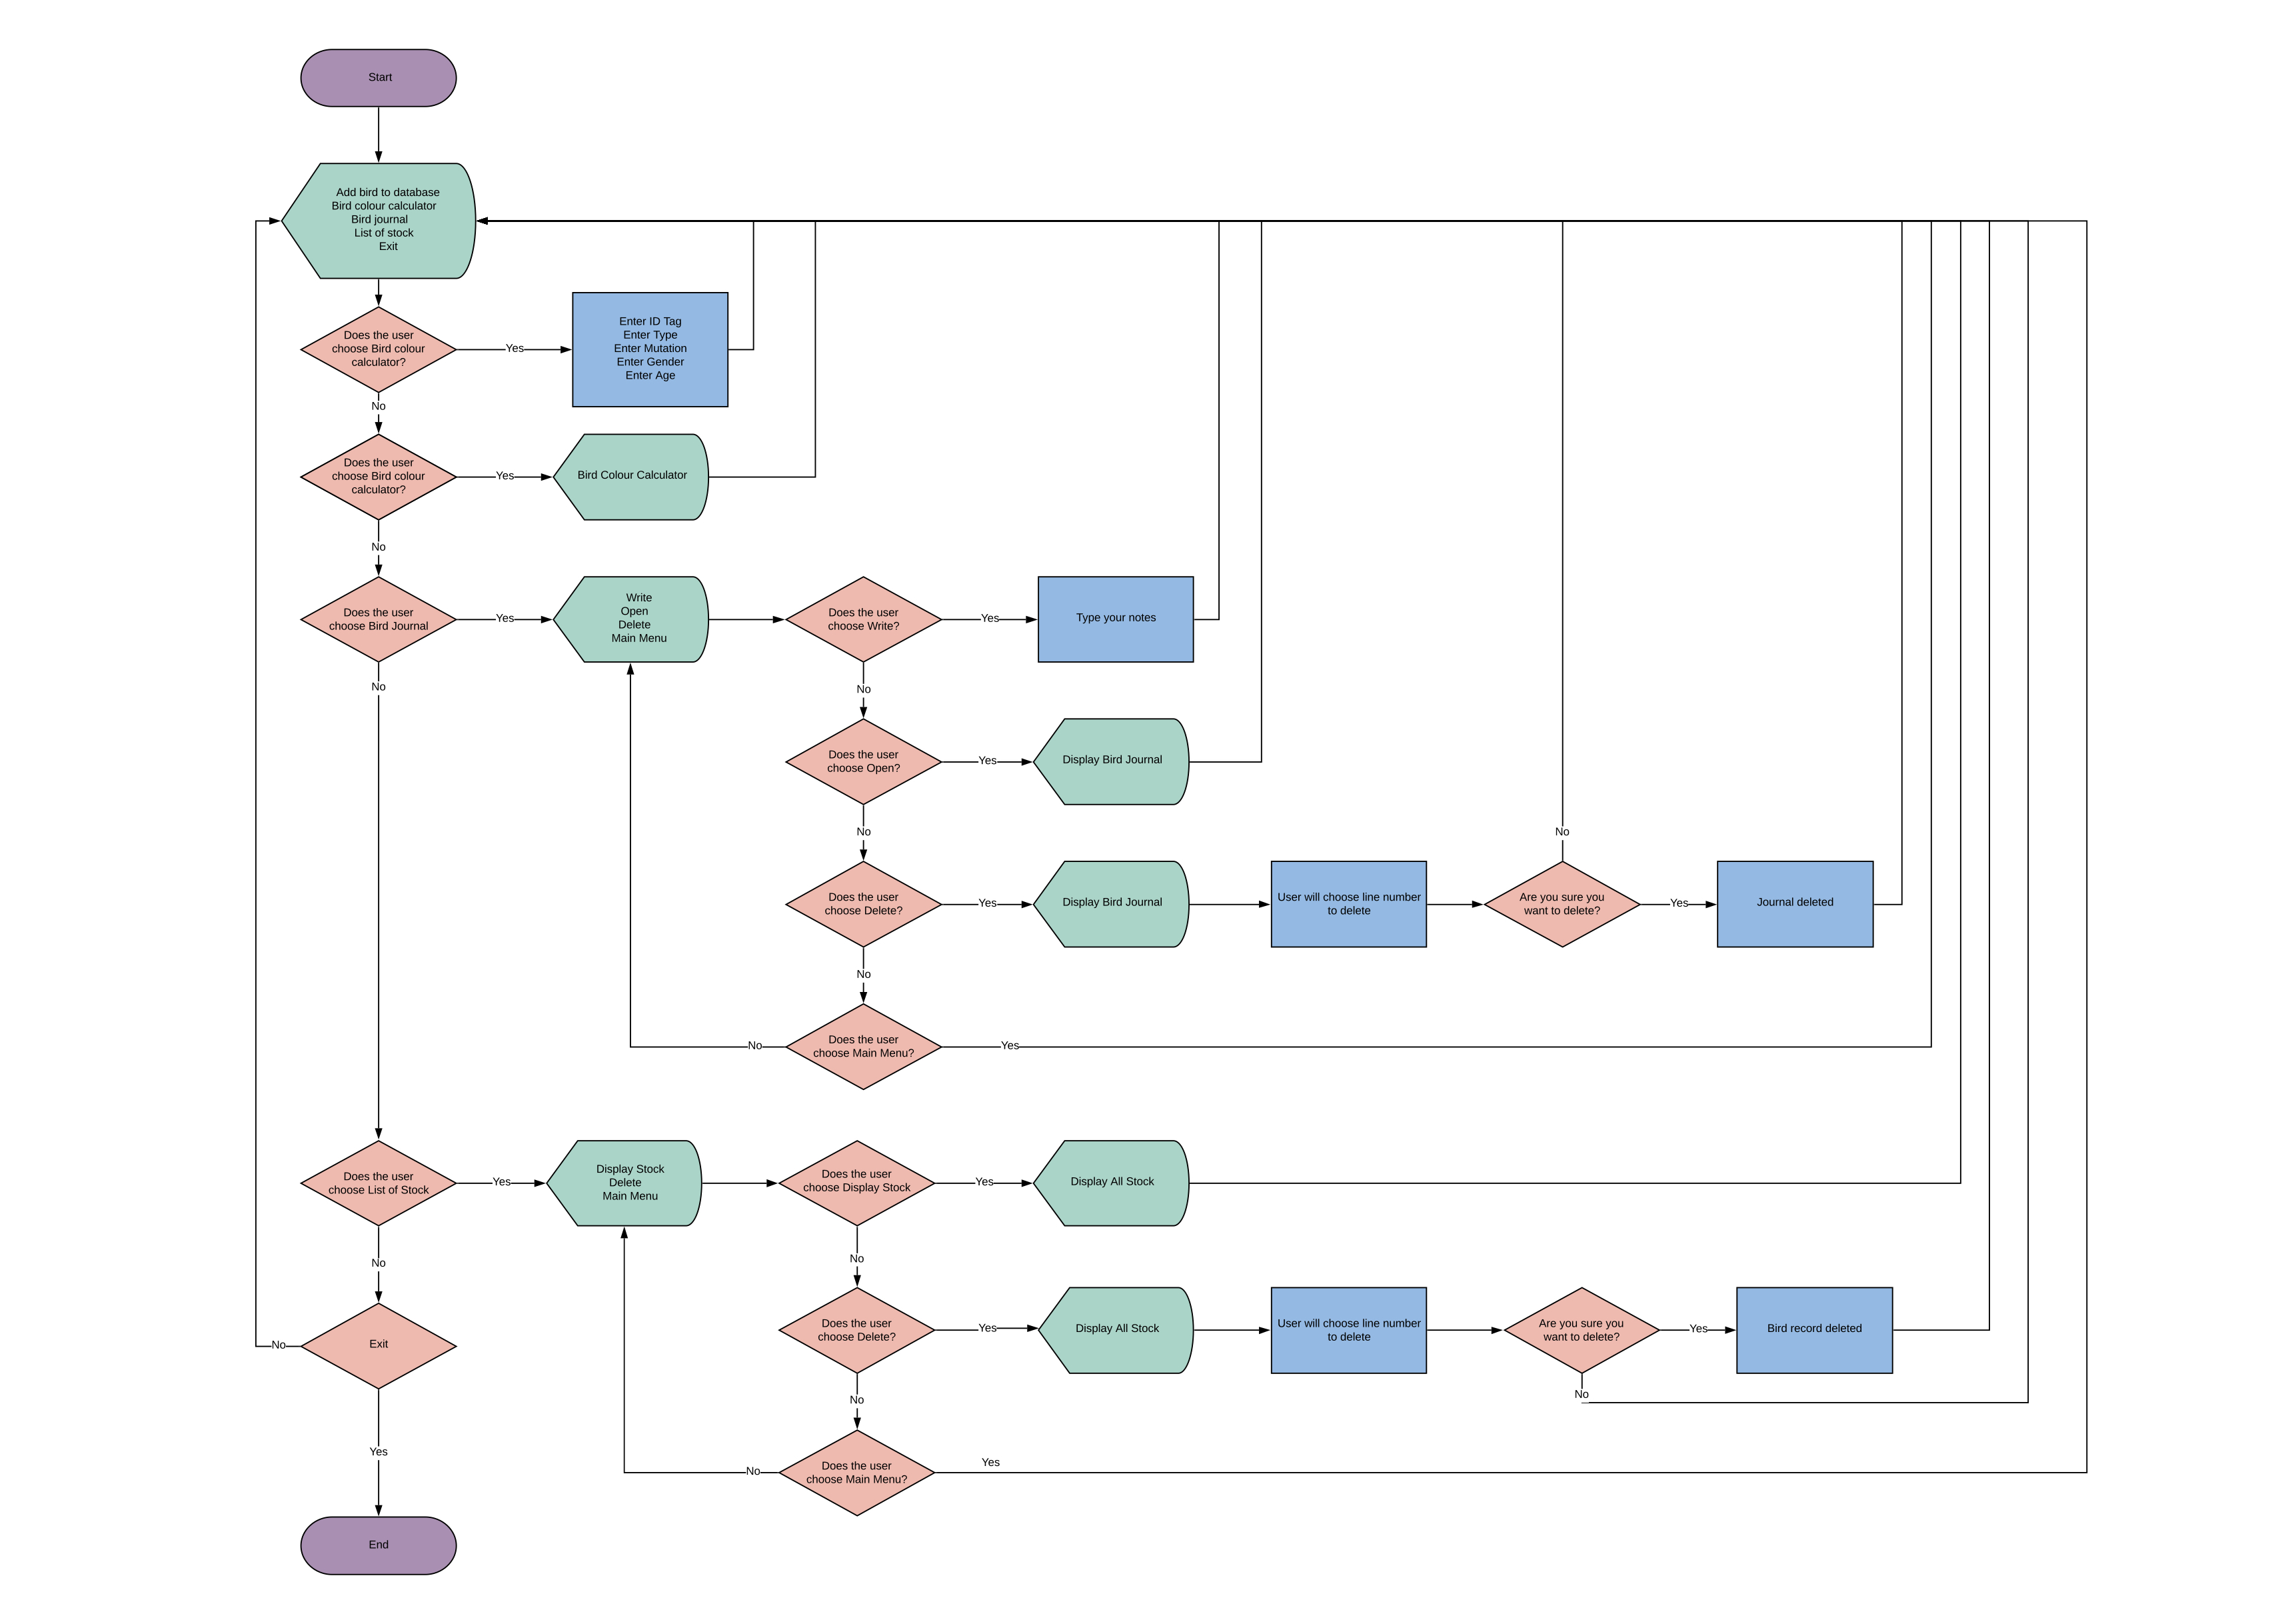 Start
Add bird to database
Bird colour calculator
Bird journal
List of stock
Exit
Does the user
choose Bird colour
calculator?
Yes
Enter ID Tag
Enter Type
Enter Mutation
Enter Gender
Enter Age
No
Does the user
choose Bird colour
calculator?
Yes
Bird Colour Calculator
No
Does the user
choose Bird Journal
Yes
Write
Open
Delete
Main Menu
Does the user
choose Write?
Yes
Type your notes
No
No
Does the user
choose Open?
Yes
Display Bird Journal
No
No
Does the user
choose Delete?
Yes
Display Bird Journal
User will choose line number
to delete
Are you sure you
want to delete?
Yes
Journal deleted
No
Does the user
choose Main Menu?
No
Yes
Does the user
choose List of Stock
Yes
Display Stock
Delete
Main Menu
Does the user
choose Display Stock
Yes
Display All Stock
No
No
Does the user
choose Delete?
Yes
Display All Stock
User will choose line number
to delete
Are you sure you
want to delete?
Yes
Bird record deleted
No
Exit
No
No
Yes
Does the user
choose Main Menu?
No
Yes
End